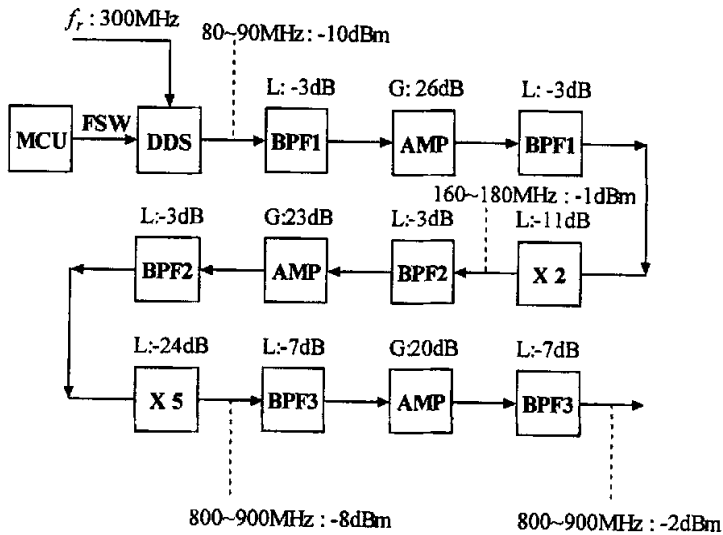 f_r : 300MHz
80~90MHz : -10dBm
L: -3dB
G: 26dB
L: -3dB
MCU
FSW
DDS
BPF1
AMP
BPF1
160~180MHz : -1dBm
L:-3dB
G:23dB
L:-3dB
L:-11dB
BPF2
AMP
BPF2
X 2
L:-24dB
L:-7dB
G:20dB
L:-7dB
X 5
BPF3
AMP
BPF3
800~900MHz : -8dBm
800~900MHz : -2dBm